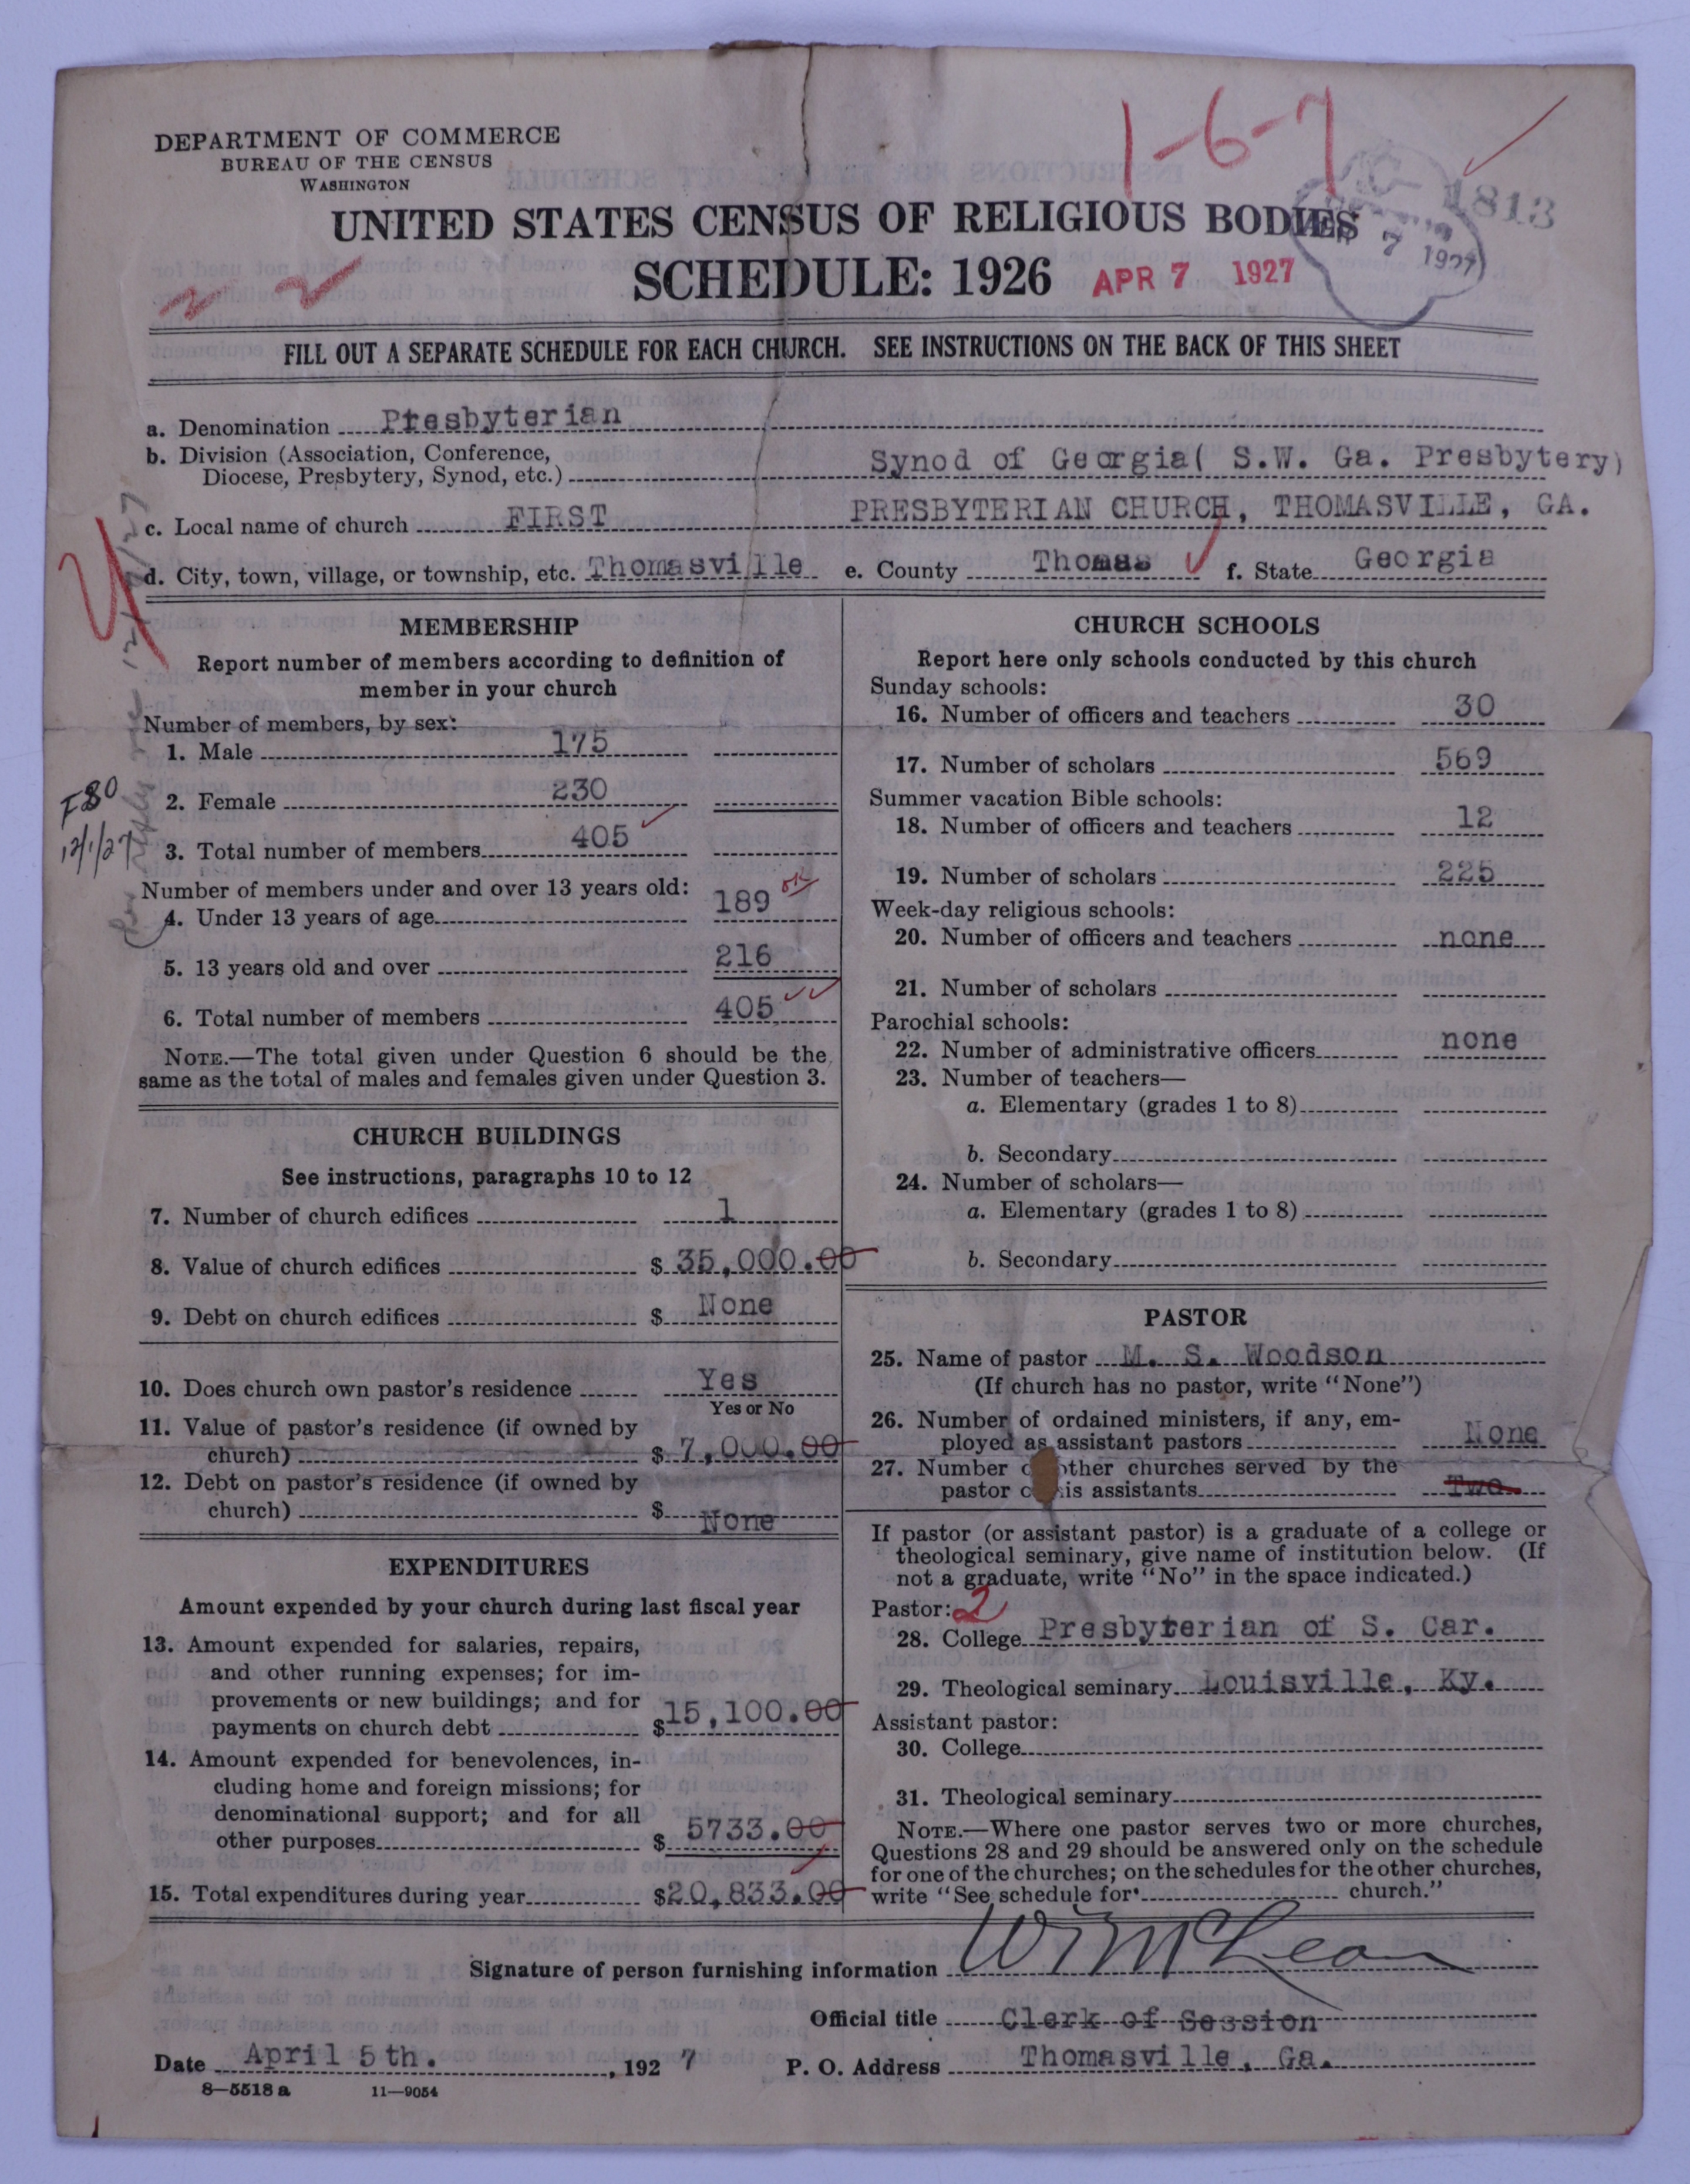 1-6-7
1813
DEPARTMENT OF COMMERCE
BUREAU OF THE CENSUS
WASHINGTON
UNITED STATES CENSUS OF RELIGIOUS BODIES
SCHEDULE: 1926 APR 7 1927
7 1927
FILL OUT A SEPARATE SCHEDULE FOR EACH CHURCH. SEE INSTRUCTIONS ON THE BACK OF THIS SHEET
a. Denomination Presbyterian
b. Division (Association, Conference,
Diocese, Presbytery, Synod, etc.) Synod of Georgia( S.W. Ga. Presbytery)
c. Local name of church FIRST PRESBYTERIAN CHURCH, THOMASVILLE, GA.
d. City, town, village, or township, etc. Thomasville e. County Thomas f. State Georgia
MEMBERSHIP
Report number of members according to definition of
member in your church
Number of members, by sex:
1. Male 175
F80
2. Female 230
12/1/27
3. Total number of members 405
Number of members under and over 13 years old:
4. Under 13 years of age 189 ok
5. 13 years old and over 216
6. Total number of members 405
NOTE.—The total given under Question 6 should be the
same as the total of males and females given under Question 3.
CHURCH BUILDINGS
See instructions, paragraphs 10 to 12
7. Number of church edifices 1
8. Value of church edifices $ 35,000.00
9. Debt on church edifices $ None
10. Does church own pastor's residence Yes
Yes or No
11. Value of pastor's residence (if owned by
church) $ 7,000.00
12. Debt on pastor's residence (if owned by
church) $ None
EXPENDITURES
Amount expended by your church during last fiscal year
13. Amount expended for salaries, repairs,
and other running expenses; for im-
provements or new buildings; and for
payments on church debt $ 15,100.00
14. Amount expended for benevolences, in-
cluding home and foreign missions; for
denominational support; and for all
other purposes $ 5733.00
15. Total expenditures during year $20,833.00
CHURCH SCHOOLS
Report here only schools conducted by this church
Sunday schools:
16. Number of officers and teachers 30
17. Number of scholars 569
Summer vacation Bible schools:
18. Number of officers and teachers 12
19. Number of scholars 225
Week-day religious schools:
20. Number of officers and teachers none
21. Number of scholars
Parochial schools:
22. Number of administrative officers none
23. Number of teachers—
a. Elementary (grades 1 to 8)
b. Secondary
24. Number of scholars—
a. Elementary (grades 1 to 8)
b. Secondary
PASTOR
25. Name of pastor M. S. Woodson
(If church has no pastor, write "None")
26. Number of ordained ministers, if any, em-
ployed as assistant pastors None
27. Number other churches served by the
pastor assistants Two
If pastor (or assistant pastor) is a graduate of a college or
theological seminary, give name of institution below. (If
not a graduate, write "No" in the space indicated.)
Pastor: 2
28. College Presbyterian of S. Car.
29. Theological seminary Louisville, Ky.
Assistant pastor:
30. College
31. Theological seminary
NOTE.—Where one pastor serves two or more churches,
Questions 28 and 29 should be answered only on the schedule
for one of the churches; on the schedules for the other churches,
write "See schedule for church."
Signature of person furnishing information McLean
Official title Clerk of Session
Date April 5th. , 1927 P. O. Address Thomasville, Ga.
8—5518 a 11—9054